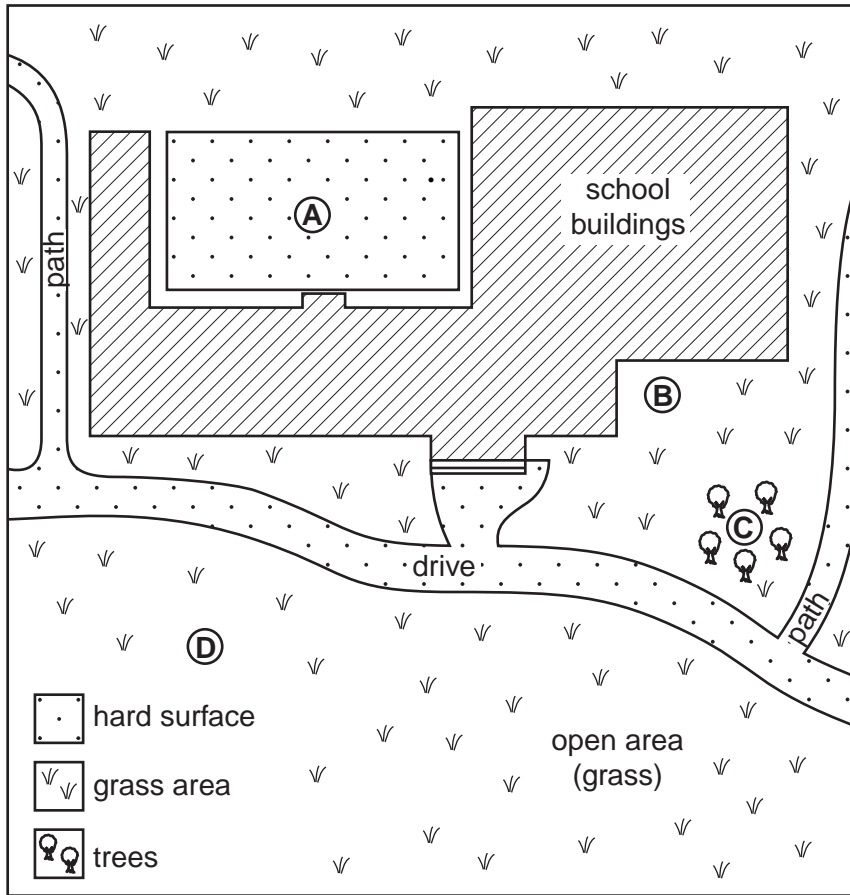 A
school
buildings
path
B
C
drive
path
D
hard surface
open area
(grass)
grass area
trees